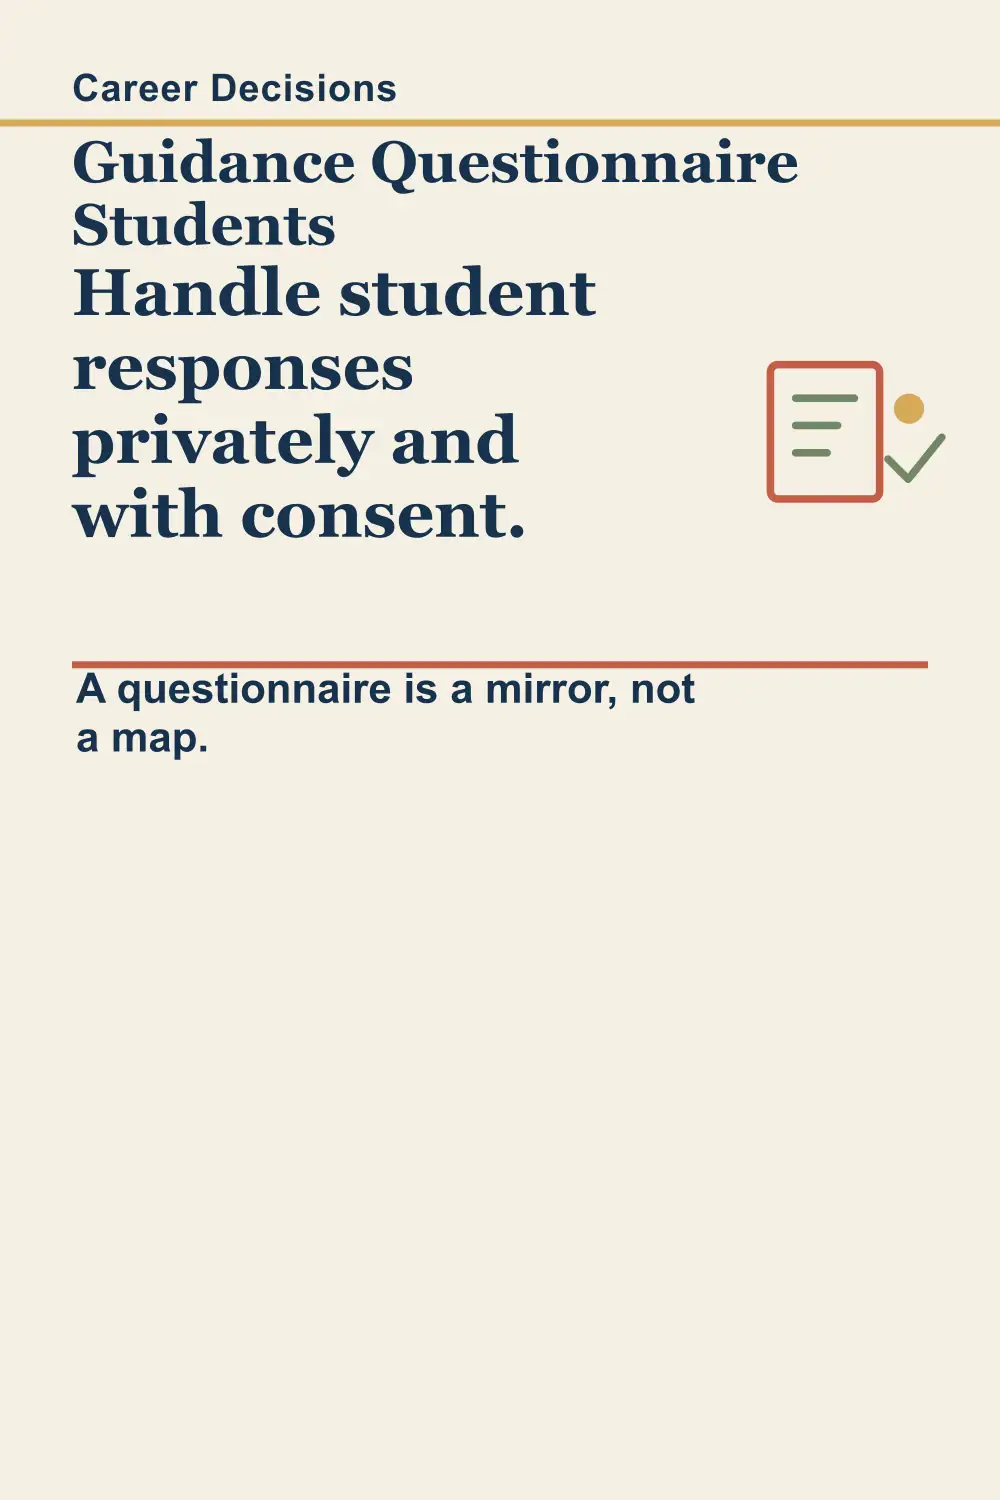 Career Decisions
Guidance Questionnaire
Students
Handle student
responses
privately and
with consent.
A questionnaire is a mirror, not
a map.